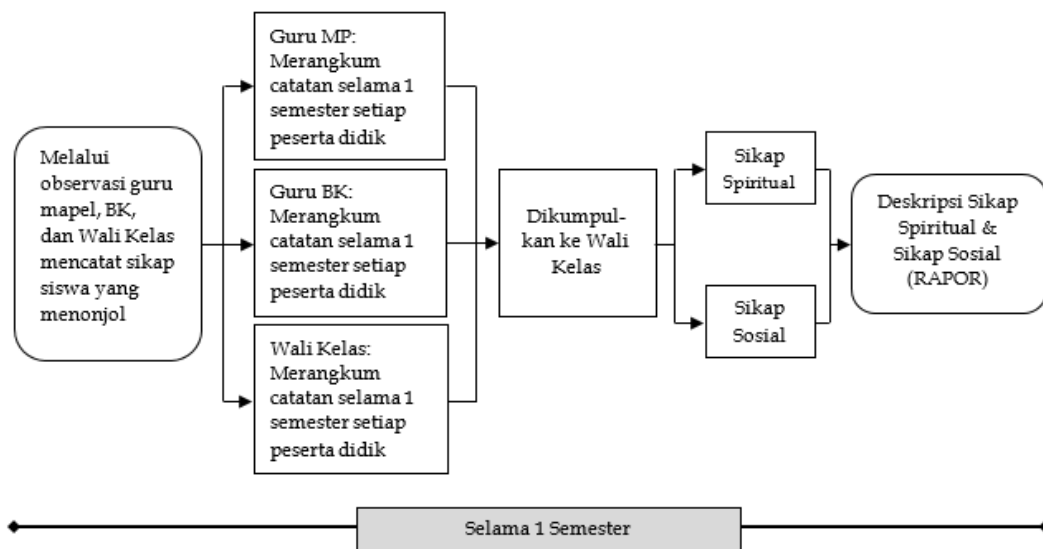 Melalui
observasi guru
mapel, BK,
dan Wali Kelas
mencatat sikap
siswa yang
menonjol
Guru MP:
Merangkum
catatan selama 1
semester setiap
peserta didik
Guru BK:
Merangkum
catatan selama 1
semester setiap
peserta didik
Wali Kelas:
Merangkum
catatan selama 1
semester setiap
peserta didik
Dikumpul-
kan ke Wali
Kelas
Sikap
Spiritual
Sikap
Sosial
Deskripsi Sikap
Spiritual &
Sikap Sosial
(RAPOR)
Selama 1 Semester